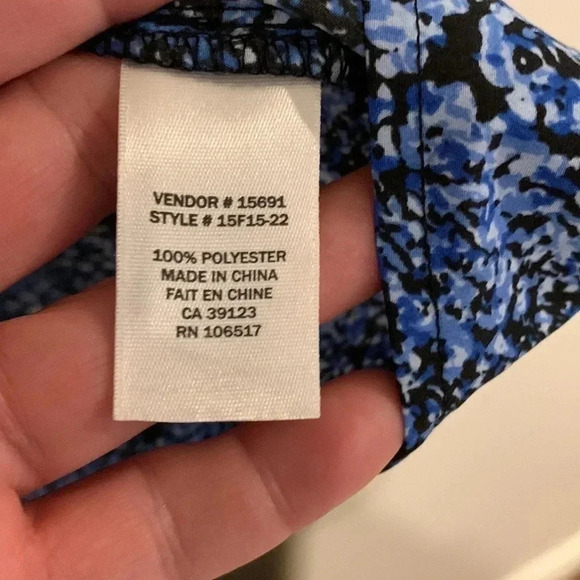 VENDOR # 15691
STYLE # 15F15-22
100% POLYESTER
MADE IN CHINA
FAIT EN CHINE
CA 39123
RN 106517